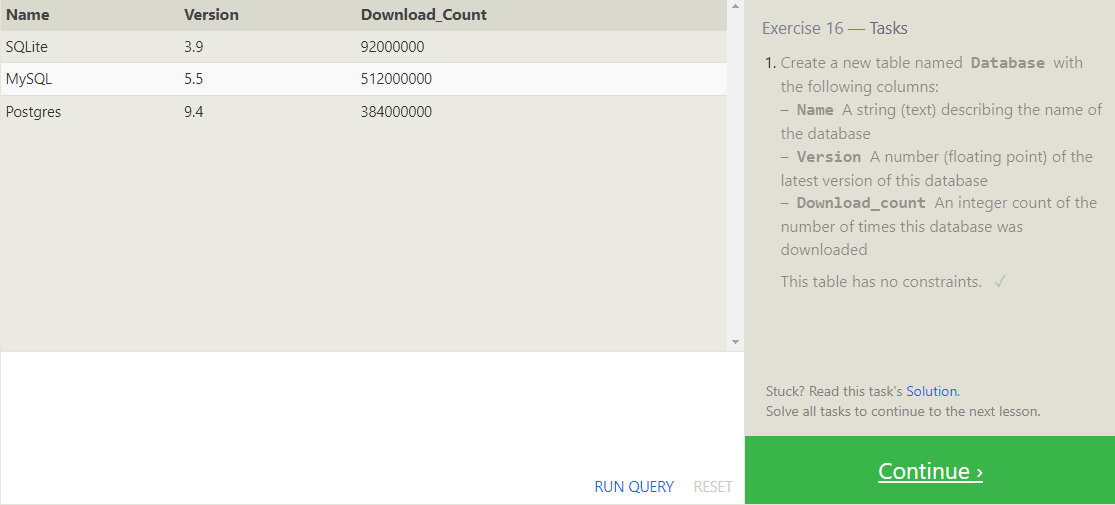 Name Version Download_Count
SQLite 3.9 92000000
MySQL 5.5 512000000
Postgres 9.4 384000000
RUN QUERY RESET
Exercise 16 — Tasks
1. Create a new table named Database with
the following columns:
– Name A string (text) describing the name of
the database
– Version A number (floating point) of the
latest version of this database
– Download_count An integer count of the
number of times this database was
downloaded
This table has no constraints. ✓
Stuck? Read this task's Solution.
Solve all tasks to continue to the next lesson.
Continue ›